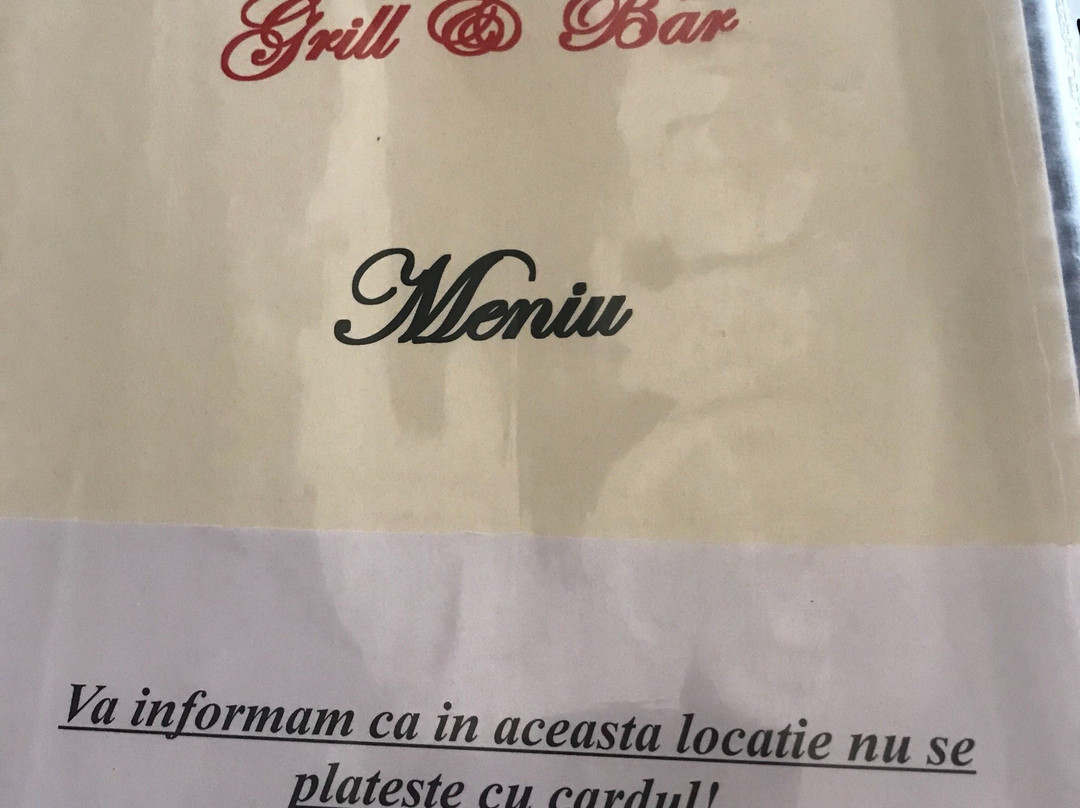 Grill & Bar
Meniu
Va informam ca in aceasta locatie nu se
plateste cu cardul!